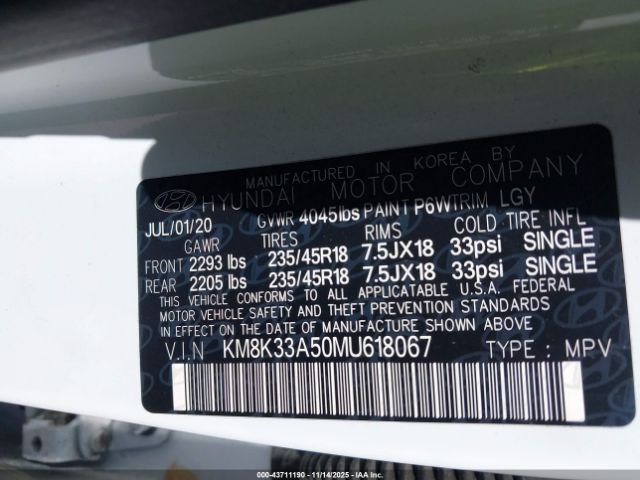 MANUFACTURED IN KOREA BY
HYUNDAI MOTOR COMPANY
JUL/01/20 GVWR 4045lbs PAINT P6W TRIM LGY
GAWR TIRES RIMS COLD TIRE INFL
FRONT 2293 lbs 235/45R18 7.5JX18 33psi SINGLE
REAR 2205 lbs 235/45R18 7.5JX18 33psi SINGLE
THIS VEHICLE CONFORMS TO ALL APPLICATABLE U.S.A. FEDERAL
MOTOR VEHICLE SAFETY AND THEFT PREVENTION STANDARDS
IN EFFECT ON THE DATE OF MANUFACTURE SHOWN ABOVE
V.I.N KM8K33A50MU618067 TYPE : MPV
000-43711190 - 11/14/2025 - Copyright IAA, LLC